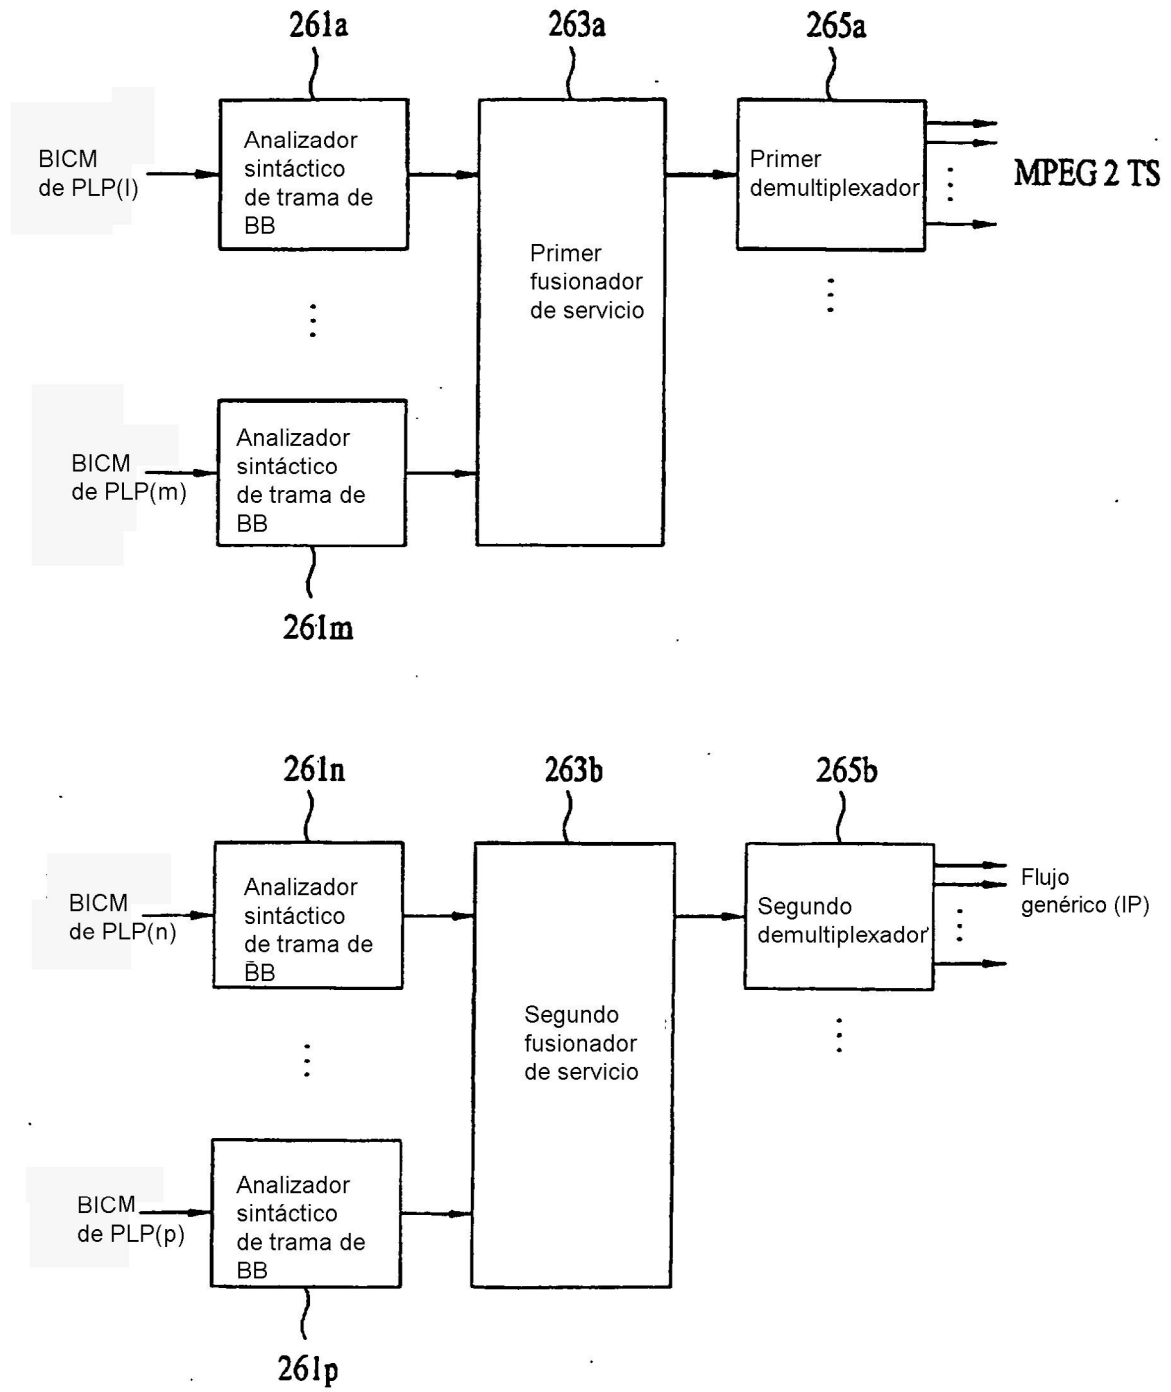 261a
263a
265a
BICM
de PLP(l)
Analizador
sintáctico
de trama de
BB
Primer
fusionador
de servicio
Primer
demultiplexador
MPEG 2 TS
BICM
de PLP(m)
Analizador
sintáctico
de trama de
BB
261m
261n
263b
265b
BICM
de PLP(n)
Analizador
sintáctico
de trama de
BB
Segundo
fusionador
de servicio
Segundo
demultiplexador
Flujo
genérico (IP)
BICM
de PLP(p)
Analizador
sintáctico
de trama de
BB
261p